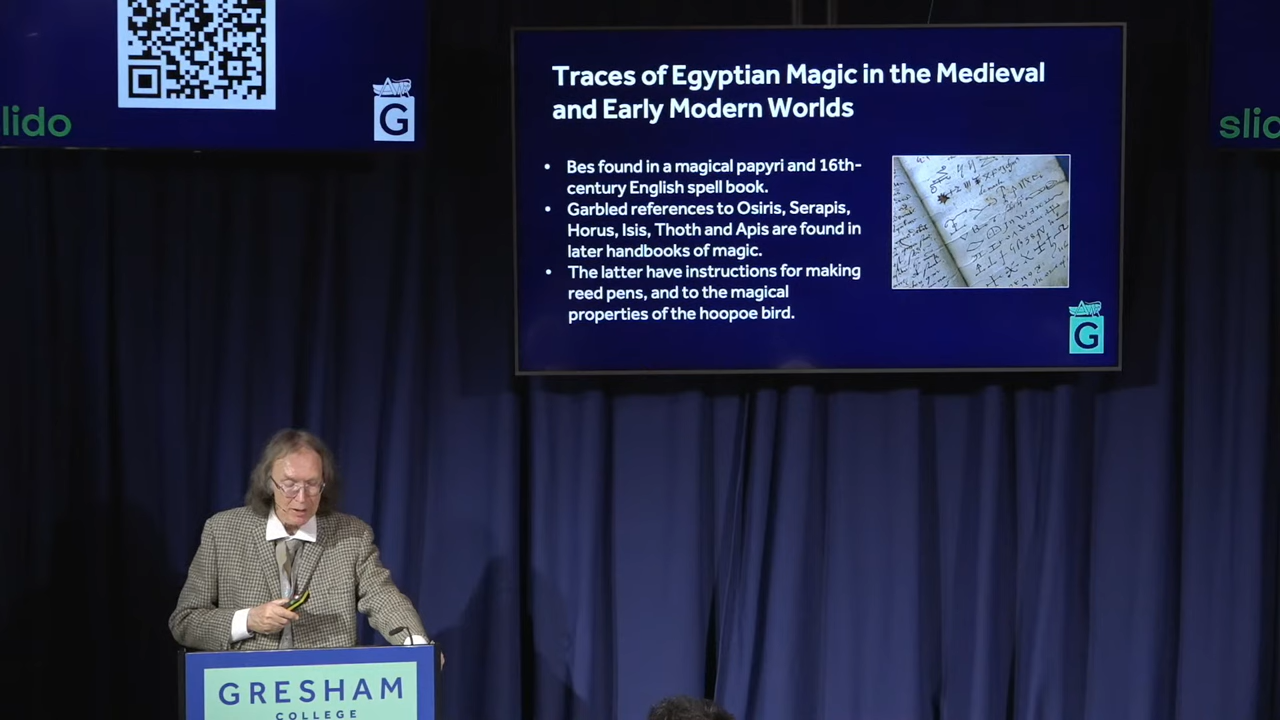 lido
G
Traces of Egyptian Magic in the Medieval
and Early Modern Worlds
• Bes found in a magical papyri and 16th-
century English spell book.
• Garbled references to Osiris, Serapis,
Horus, Isis, Thoth and Apis are found in
later handbooks of magic.
• The latter have instructions for making
reed pens, and to the magical
properties of the hoopoe bird.
G
slid
GRESHAM
COLLEGE